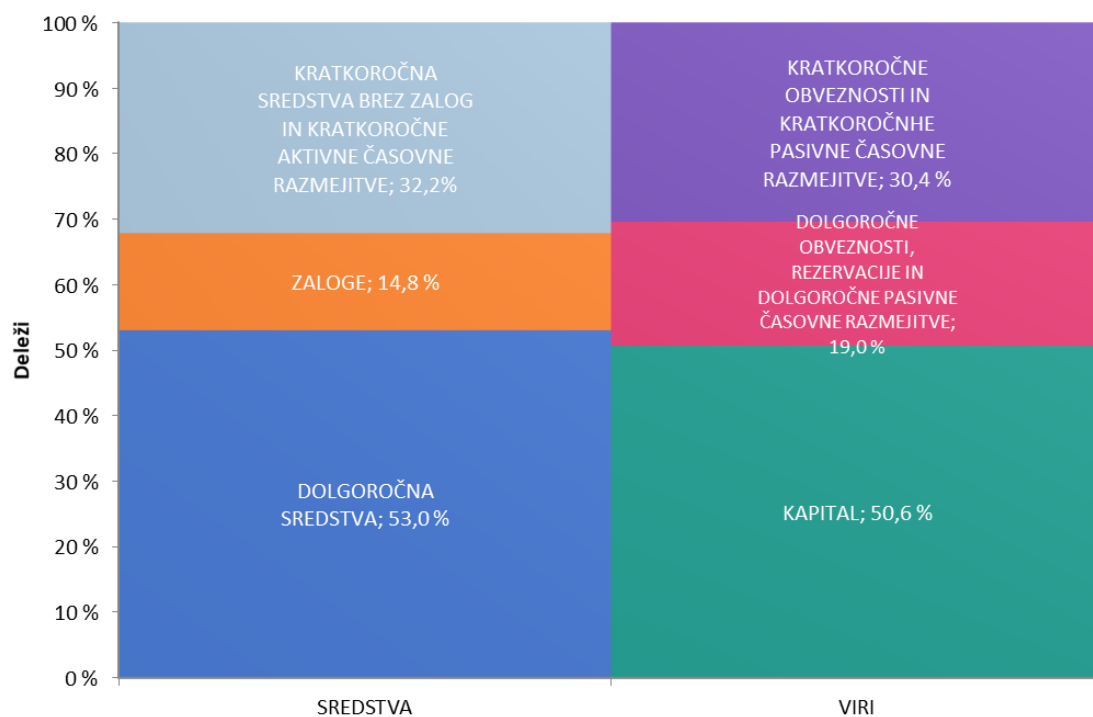 100 %
90 %
80 %
70 %
60 %
50 %
40 %
30 %
20 %
10 %
0 %
Deleži
KRATKOROČNA
SREDSTVA BREZ ZALOG
IN KRATKOROČNE
AKTIVNE ČASOVNE
RAZMEJITVE; 32,2%
ZALOGE; 14,8 %
DOLGOROČNA
SREDSTVA; 53,0 %
KRATKOROČNE
OBVEZNOSTI IN
KRATKOROČNHE
PASIVNE ČASOVNE
RAZMEJITVE; 30,4 %
DOLGOROČNE
OBVEZNOSTI,
REZERVACIJE IN
DOLGOROČNE PASIVNE
ČASOVNE RAZMEJITVE;
19,0 %
KAPITAL; 50,6 %
SREDSTVA
VIRI